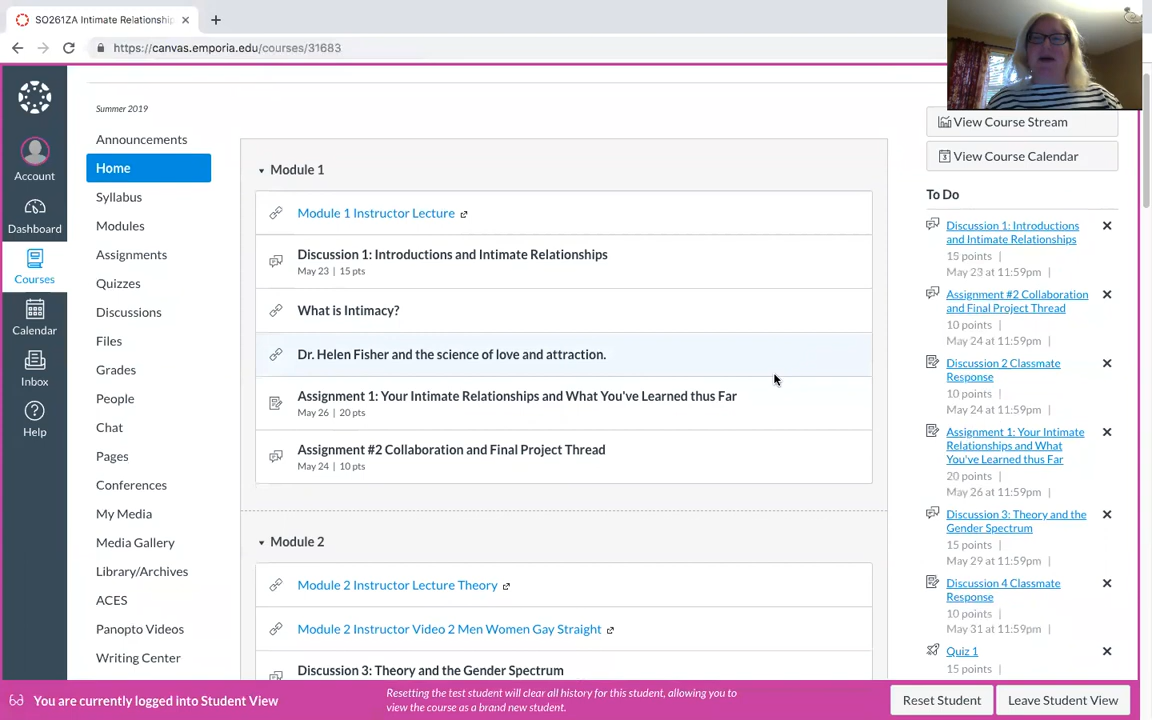 SO261ZA Intimate Relationship
https://canvas.emporia.edu/courses/31683
Account
Dashboard
Courses
Calendar
Inbox
Help
Summer 2019
Announcements
Home
Syllabus
Modules
Assignments
Quizzes
Discussions
Files
Grades
People
Chat
Pages
Conferences
My Media
Media Gallery
Library/Archives
ACES
Panopto Videos
Writing Center
Module 1
Module 1 Instructor Lecture
Discussion 1: Introductions and Intimate Relationships
May 23 | 15 pts
What is Intimacy?
Dr. Helen Fisher and the science of love and attraction.
Assignment 1: Your Intimate Relationships and What You've Learned thus Far
May 26 | 20 pts
Assignment #2 Collaboration and Final Project Thread
May 24 | 10 pts
Module 2
Module 2 Instructor Lecture Theory
Module 2 Instructor Video 2 Men Women Gay Straight
Discussion 3: Theory and the Gender Spectrum
View Course Stream
View Course Calendar
To Do
Discussion 1: Introductions
and Intimate Relationships
15 points |
May 23 at 11:59pm |
Assignment #2 Collaboration
and Final Project Thread
10 points |
May 24 at 11:59pm |
Discussion 2 Classmate
Response
10 points |
May 24 at 11:59pm |
Assignment 1: Your Intimate
Relationships and What
You've Learned thus Far
20 points |
May 26 at 11:59pm |
Discussion 3: Theory and the
Gender Spectrum
15 points |
May 29 at 11:59pm |
Discussion 4 Classmate
Response
10 points |
May 31 at 11:59pm |
Quiz 1
15 points |
You are currently logged into Student View
Resetting the test student will clear all history for this student, allowing you to
view the course as a brand new student.
Reset Student
Leave Student View